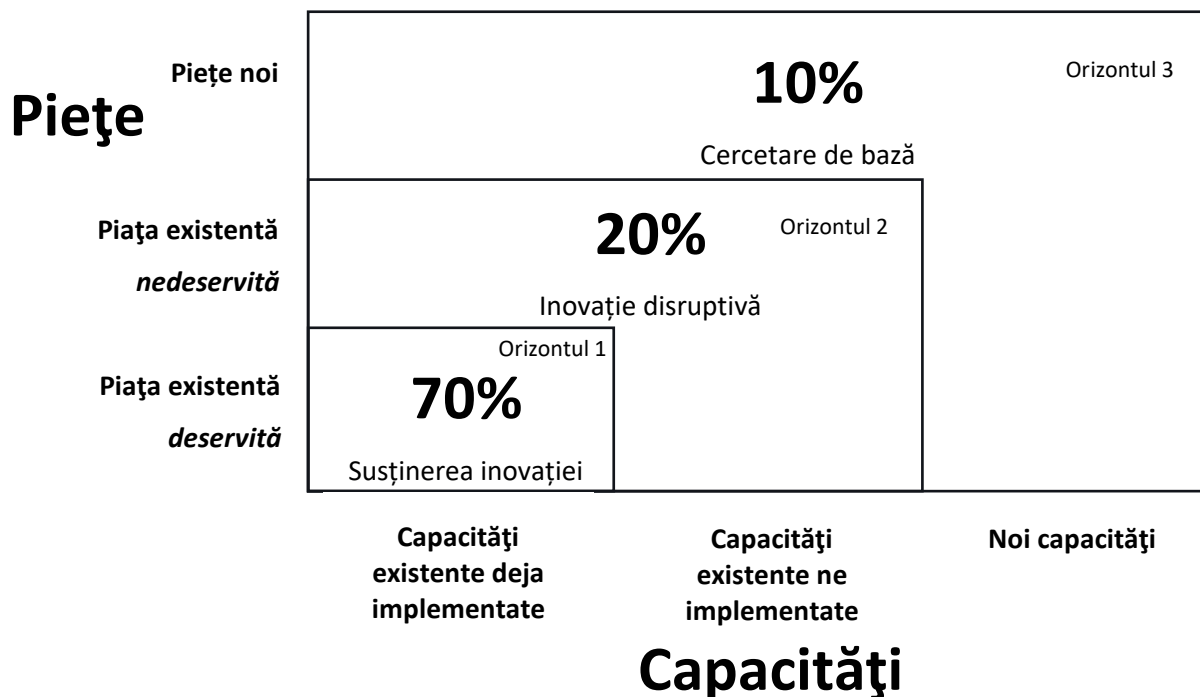 Piețe noi
10%
Orizontul 3
Pieţe
Cercetare de bază
Piaţa existentă
nedeservită
20%
Orizontul 2
Inovație disruptivă
Orizontul 1
Piaţa existentă
deservită
70%
Susținerea inovației
Capacităţi
existente deja
implementate
Capacităţi
existente ne
implementate
Noi capacităţi
Capacităţi